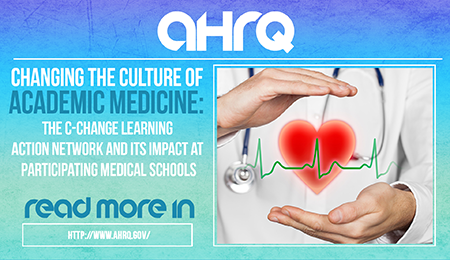 AHRQ
CHANGING THE CULTURE OF
ACADEMIC MEDICINE:
THE C-CHANGE LEARNING
ACTION NETWORK AND ITS IMPACT AT
PARTICIPATING MEDICAL SCHOOLS
read more in
HTTP://WWW.AHRQ.GOV/